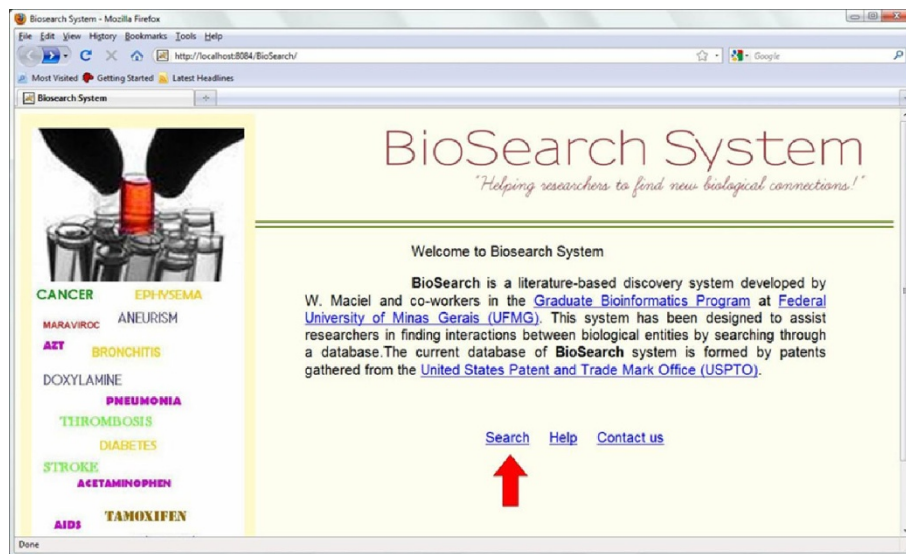 Biosearch System - Mozilla Firefox
File Edit View History Bookmarks Tools Help
http://localhost:8084/BioSearch/
Google
Most Visited Getting Started Latest Headlines
Biosearch System
BioSearch System
"Helping researchers to find new biological connections!"
Welcome to Biosearch System
BioSearch is a literature-based discovery system developed by
W. Maciel and co-workers in the Graduate Bioinformatics Program at Federal
University of Minas Gerais (UFMG). This system has been designed to assist
researchers in finding interactions between biological entities by searching through
a database.The current database of BioSearch system is formed by patents
gathered from the United States Patent and Trade Mark Office (USPTO).
Search Help Contact us
CANCER EPHYSEMA
MARAVIROC ANEURISM
AZT BRONCHITIS
DOXYLAMINE
PNEUMONIA
THROMBOSIS
DIABETES
STROKE
ACETAMINOPHEN
TAMOXIFEN
AIDS
Done